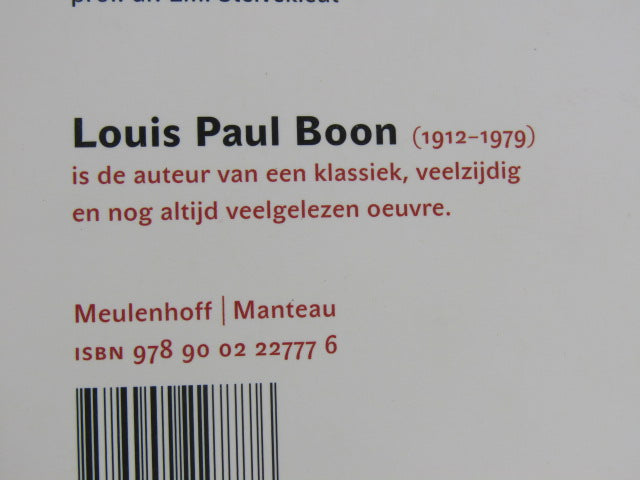 Louis Paul Boon (1912-1979)
is de auteur van een klassiek, veelzijdig
en nog altijd veelgelezen oeuvre.
Meulenhoff | Manteau
ISBN 978 90 02 22777 6